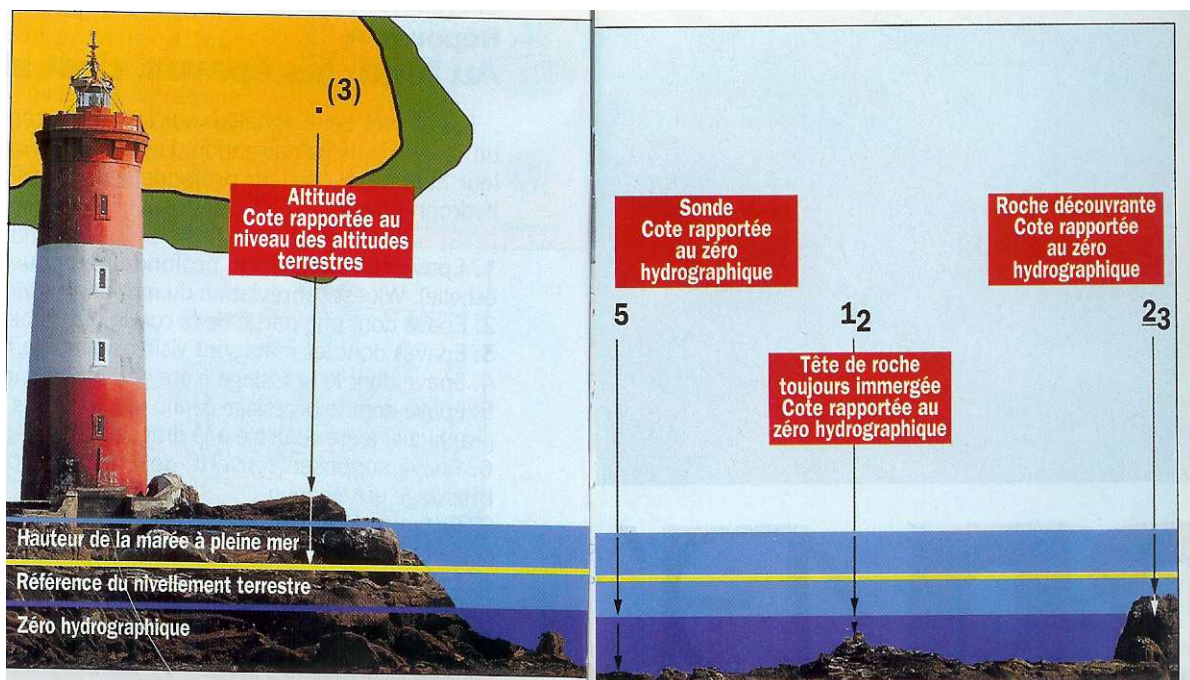 (3)
Altitude
Cote rapportée au
niveau des altitudes
terrestres
Hauteur de la marée à pleine mer
Référence du nivellement terrestre
Zéro hydrographique
Sonde
Cote rapportée
au zéro
hydrographique
5
12
Tête de roche
toujours immergée
Cote rapportée au
zéro hydrographique
Roche découvrante
Cote rapportée
au zéro
hydrographique
23